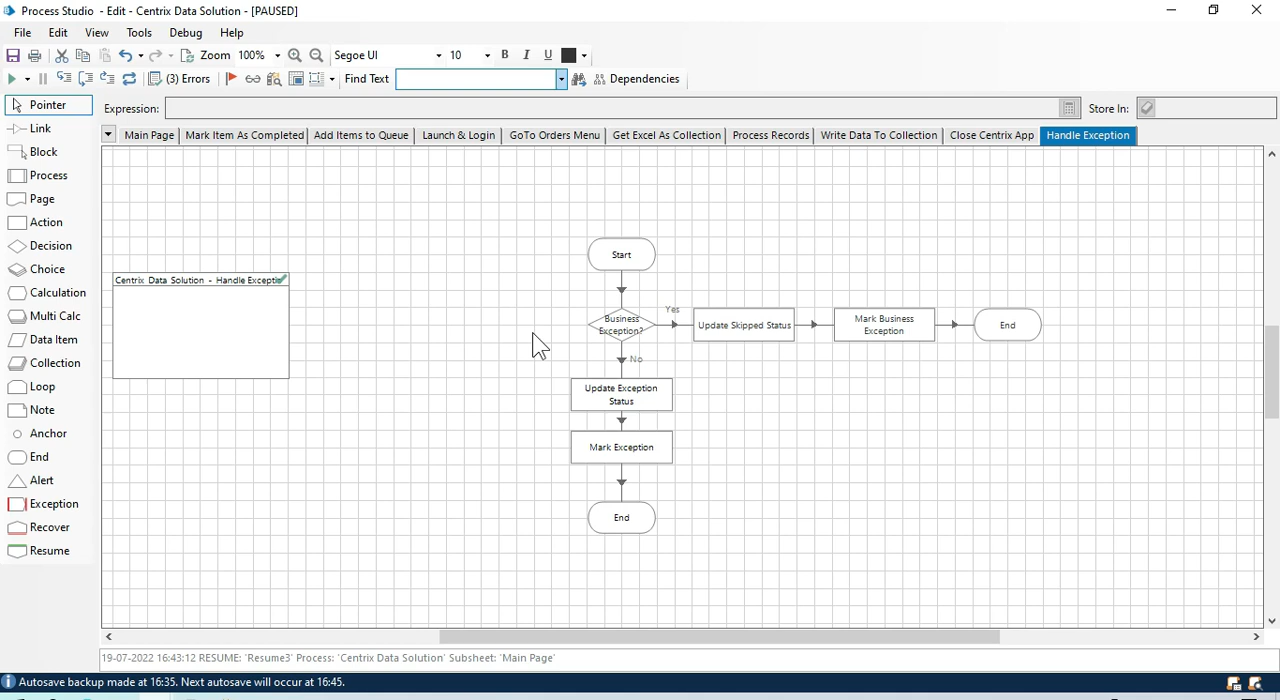 Process Studio - Edit - Centrix Data Solution - [PAUSED]
File Edit View Tools Debug Help
Zoom 100% Segoe UI 10 B I U
(3) Errors Find Text Dependencies
Pointer
Link
Block
Process
Page
Action
Decision
Choice
Calculation
Multi Calc
Data Item
Collection
Loop
Note
Anchor
End
Alert
Exception
Recover
Resume
Expression: Store In:
Main Page Mark Item As Completed Add Items to Queue Launch & Login GoTo Orders Menu Get Excel As Collection Process Records Write Data To Collection Close Centrix App Handle Exception
Centrix Data Solution - Handle Exceptio
Start
Business
Exception?
Yes
Update Skipped Status
Mark Business
Exception
End
No
Update Exception
Status
Mark Exception
End
19-07-2022 16:43:12 RESUME: 'Resume3' Process: 'Centrix Data Solution' Subsheet: 'Main Page'
Autosave backup made at 16:35. Next autosave will occur at 16:45.